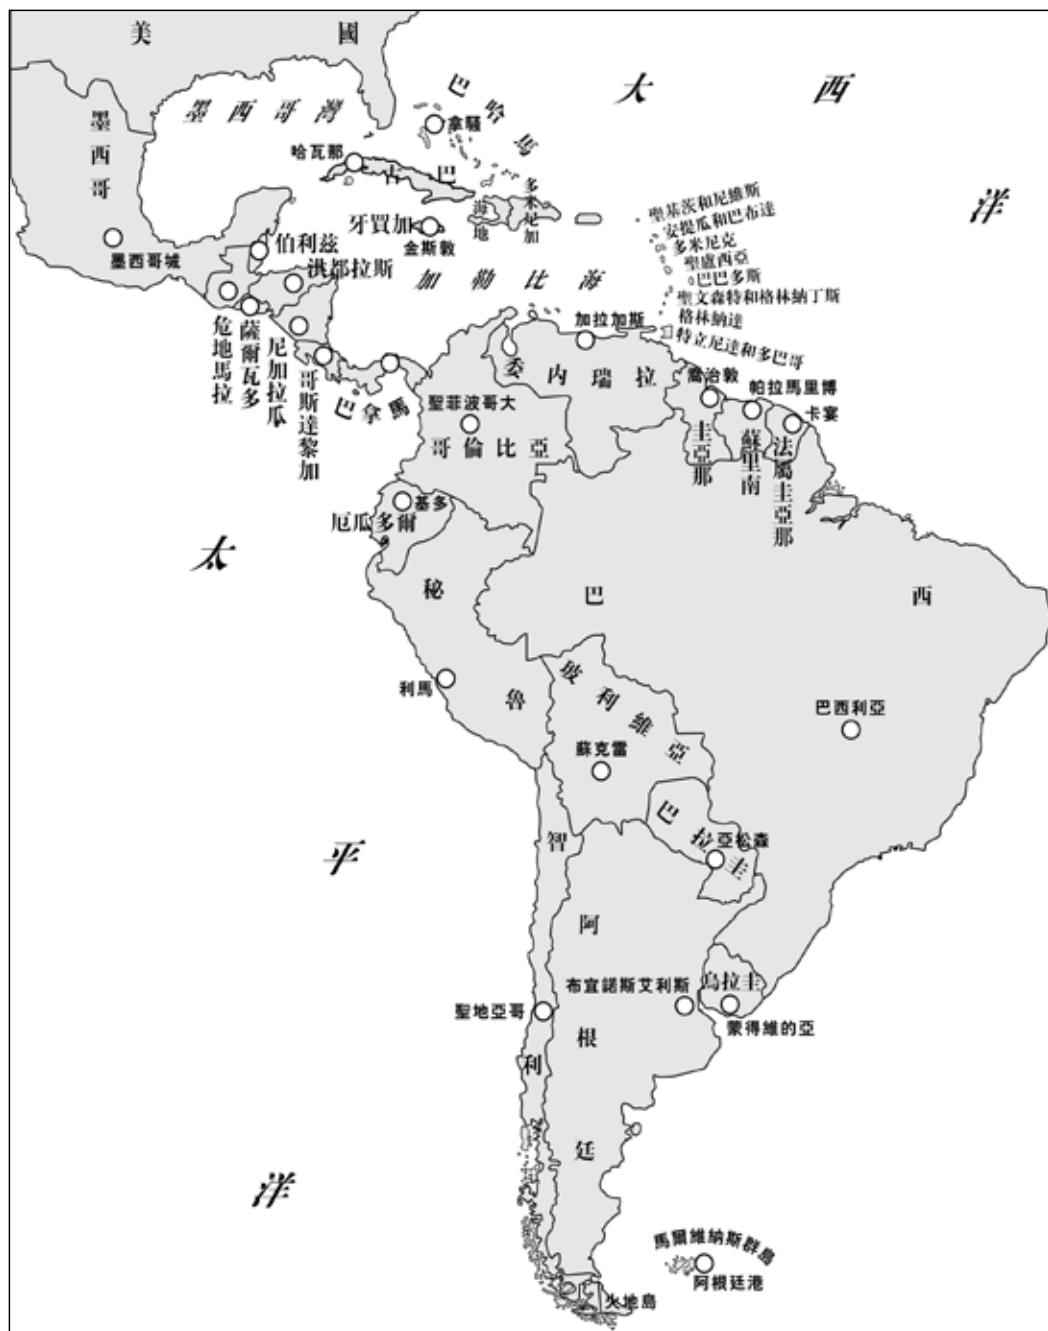 美國
大西洋
墨西哥灣
巴哈馬
拿騷
墨西哥
哈瓦那
古巴
海地
多米尼加
牙買加
金斯敦
聖基茨和尼維斯
安提瓜和巴布達
多米尼克
聖盧西亞
巴巴多斯
聖文森特和格林納丁斯
格林納達
特立尼達和多巴哥
墨西哥城
伯利茲
洪都拉斯
加勒比海
危地馬拉
薩爾瓦多
尼加拉瓜
哥斯達黎加
巴拿馬
加拉加斯
委內瑞拉
喬治敦
帕拉馬里博
卡宴
圭亞那
蘇里南
法屬圭亞那
聖菲波哥大
哥倫比亞
基多
厄瓜多爾
太平洋
秘魯
利馬
巴西
巴西利亞
玻利維亞
蘇克雷
巴拉圭
亞松森
智利
聖地亞哥
阿根廷
布宜諾斯艾利斯
烏拉圭
蒙得維的亞
馬爾維納斯群島
阿根廷港
火地島